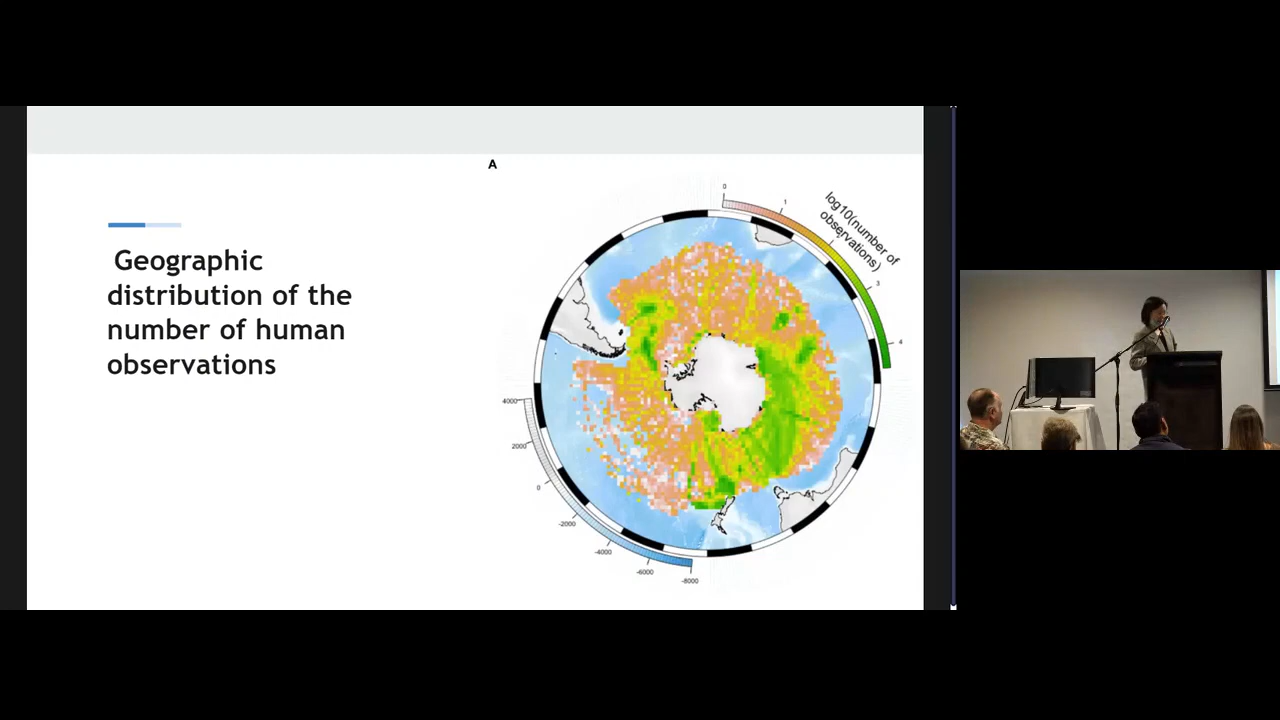 A
Geographic
distribution of the
number of human
observations
log10(number of
observations)
0
1
2
3
4
4000
2000
0
-2000
-4000
-6000
-8000